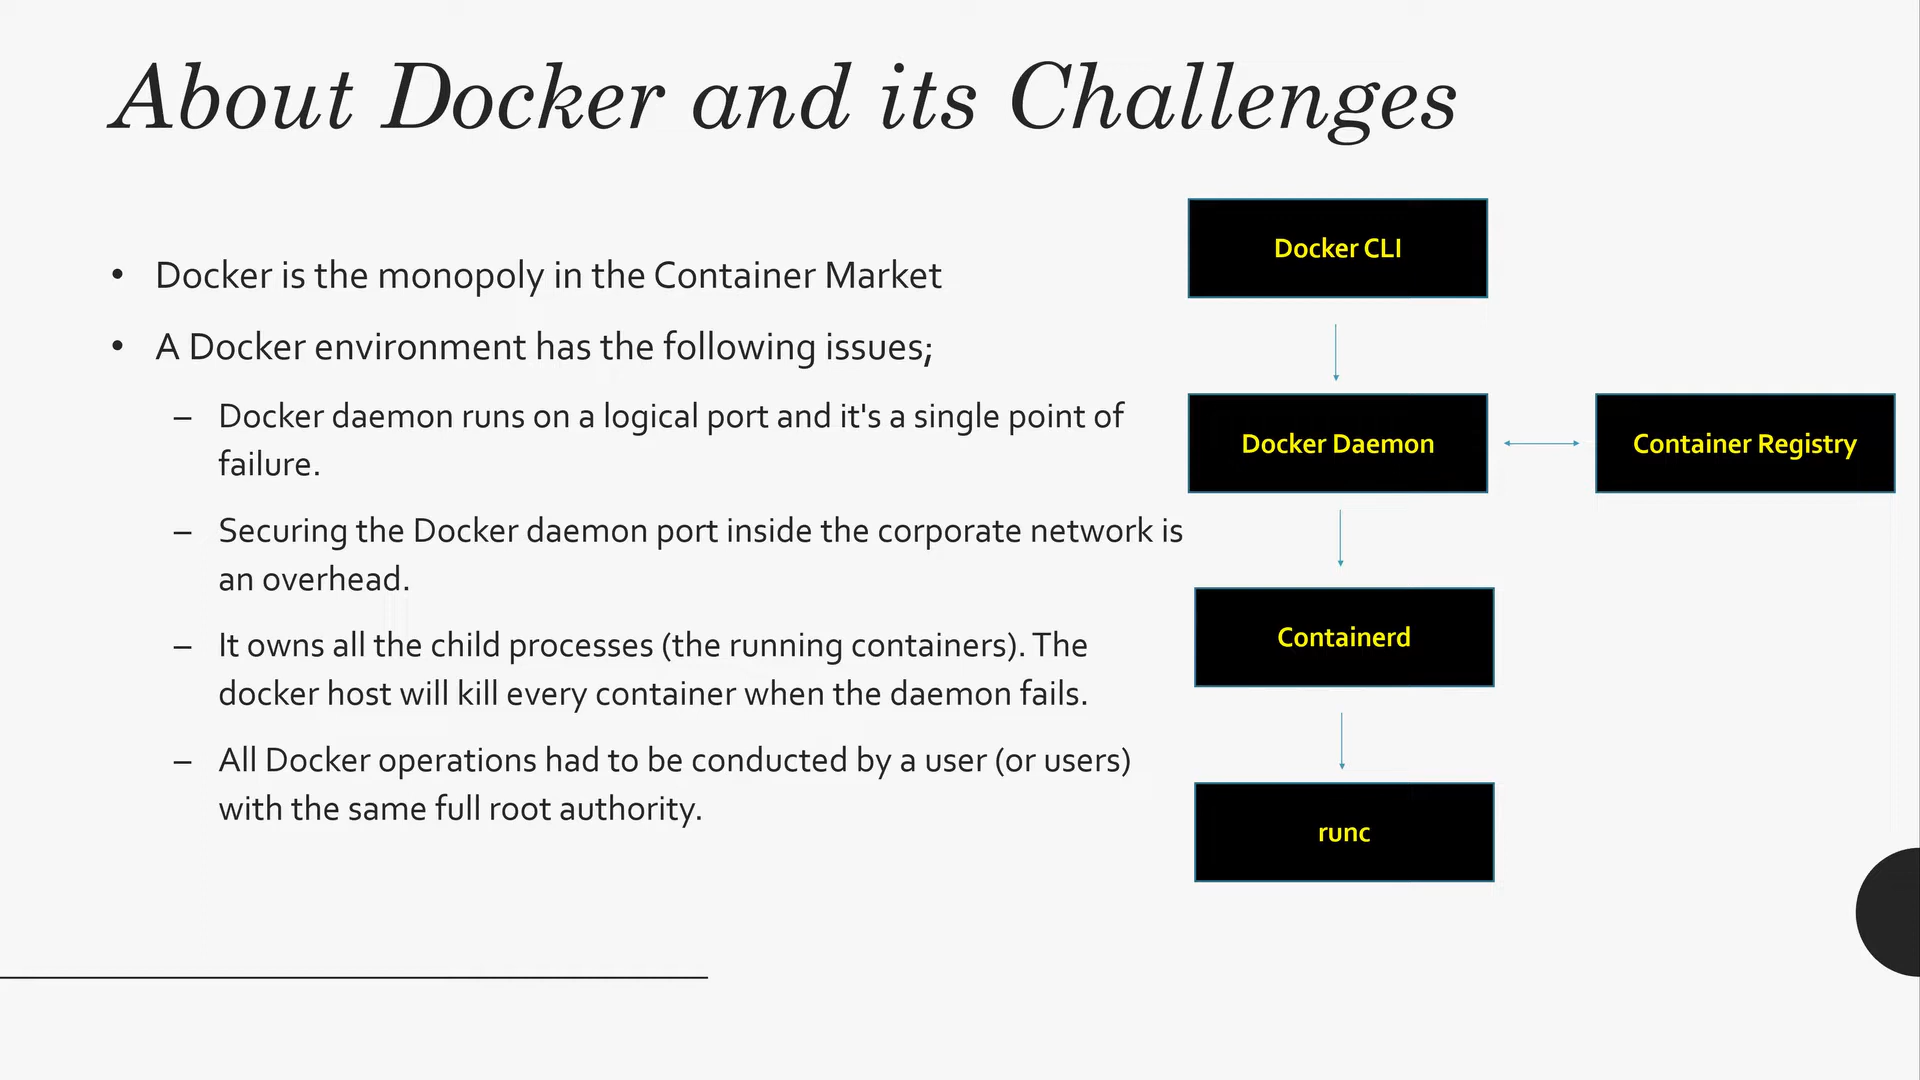 About Docker and its Challenges
• Docker is the monopoly in the Container Market
• A Docker environment has the following issues;
– Docker daemon runs on a logical port and it's a single point of
failure.
– Securing the Docker daemon port inside the corporate network is
an overhead.
– It owns all the child processes (the running containers). The
docker host will kill every container when the daemon fails.
– All Docker operations had to be conducted by a user (or users)
with the same full root authority.
Docker CLI
Docker Daemon
Container Registry
Containerd
runc